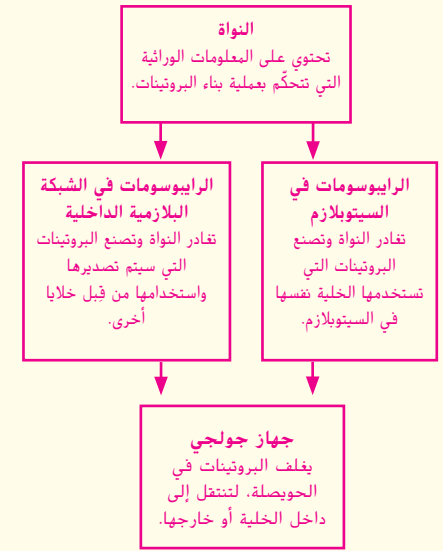 النواة
تحتوي على المعلومات الوراثية
التي تتحكّم بعملية بناء البروتينات.
الرايبوسومات في
السيتوبلازم
تغادر النواة وتصنع
البروتينات التي
تستخدمها الخلية نفسها
في السيتوبلازم.
الرايبوسومات في الشبكة
البلازمية الداخلية
تغادر النواة وتصنع البروتينات
التي سيتم تصديرها
واستخدامها من قِبل خلايا
أخرى.
جهاز جولجي
يغلف البروتينات في
الحويصلة، لتنتقل إلى
داخل الخلية أو خارجها.